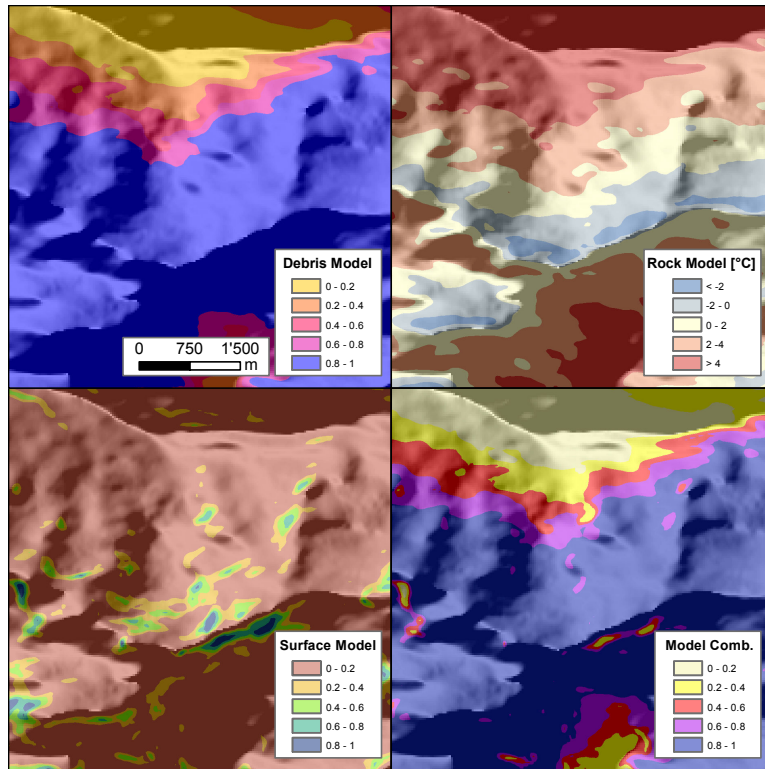 Debris Model
0 - 0.2
0.2 - 0.4
0.4 - 0.6
0.6 - 0.8
0.8 - 1
0 750 1'500
m
Rock Model [°C]
< -2
-2 - 0
0 - 2
2 - 4
> 4
Surface Model
0 - 0.2
0.2 - 0.4
0.4 - 0.6
0.6 - 0.8
0.8 - 1
Model Comb.
0 - 0.2
0.2 - 0.4
0.4 - 0.6
0.6 - 0.8
0.8 - 1